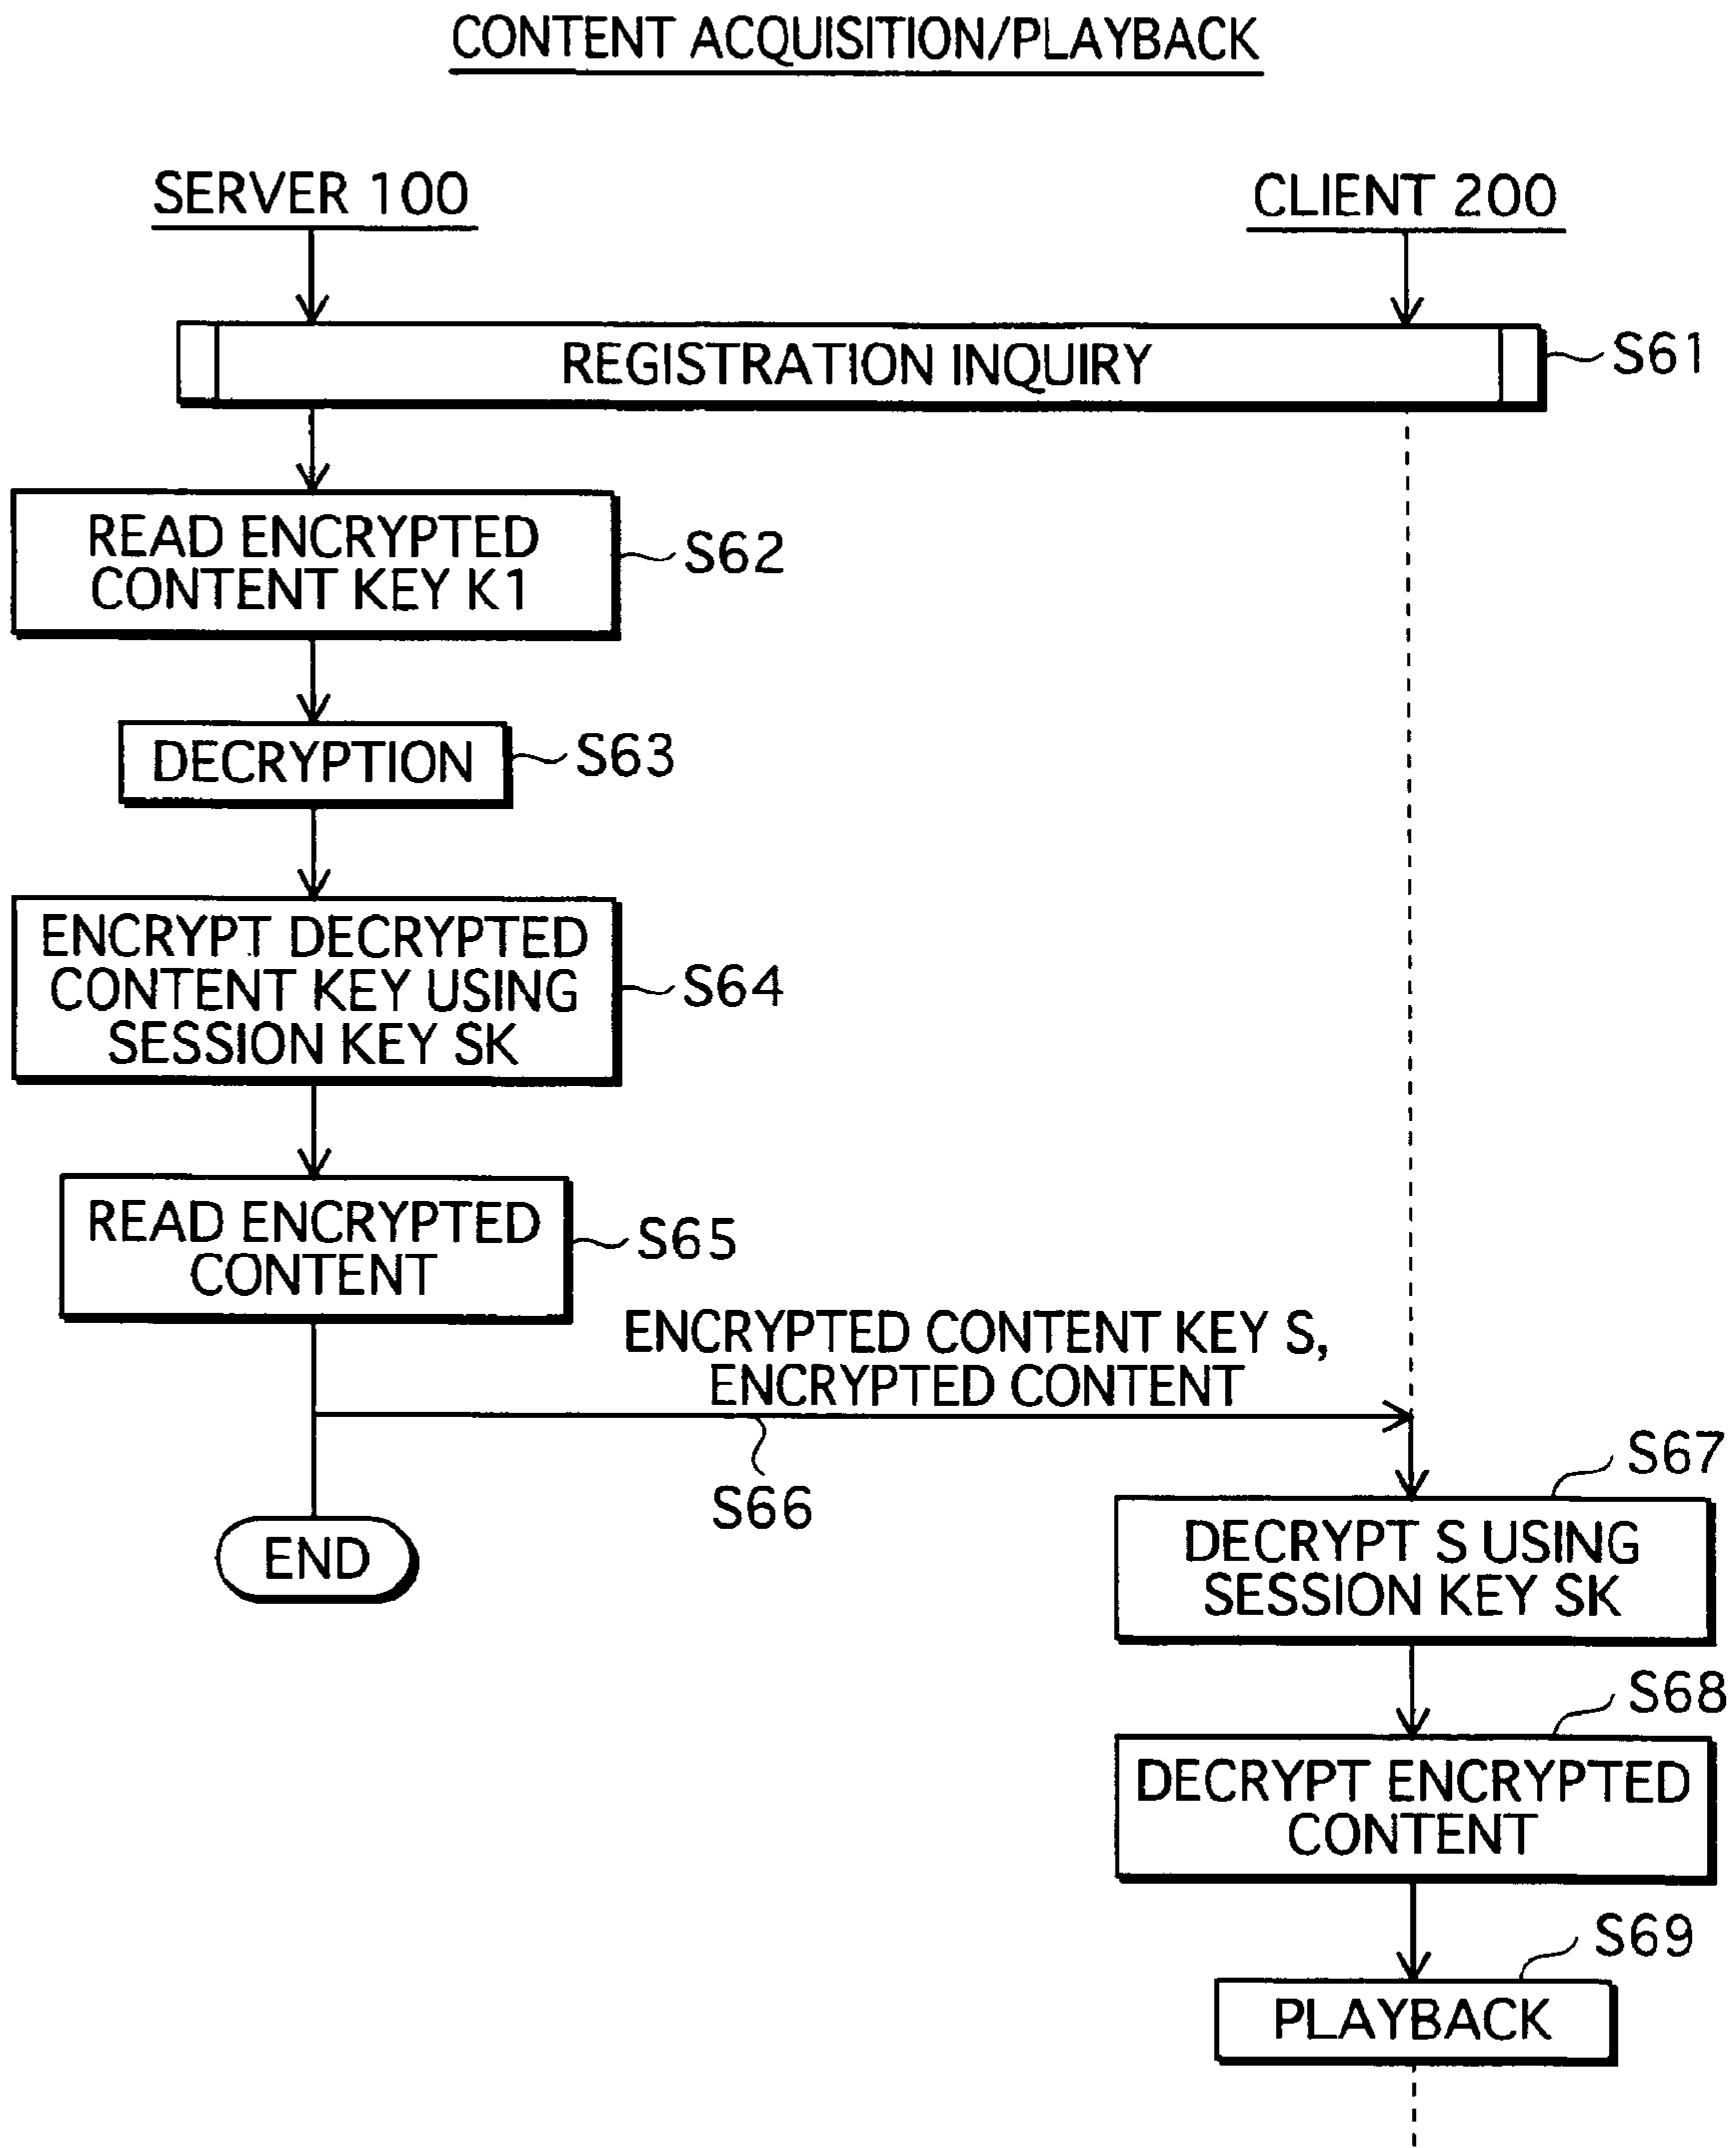 CONTENT ACQUISITION/PLAYBACK
SERVER 100
CLIENT 200
REGISTRATION INQUIRY
S61
READ ENCRYPTED
CONTENT KEY K1
S62
DECRYPTION
S63
ENCRYPT DECRYPTED
CONTENT KEY USING
SESSION KEY SK
S64
READ ENCRYPTED
CONTENT
S65
ENCRYPTED CONTENT KEY S,
ENCRYPTED CONTENT
S66
END
S67
DECRYPT S USING
SESSION KEY SK
S68
DECRYPT ENCRYPTED
CONTENT
S69
PLAYBACK